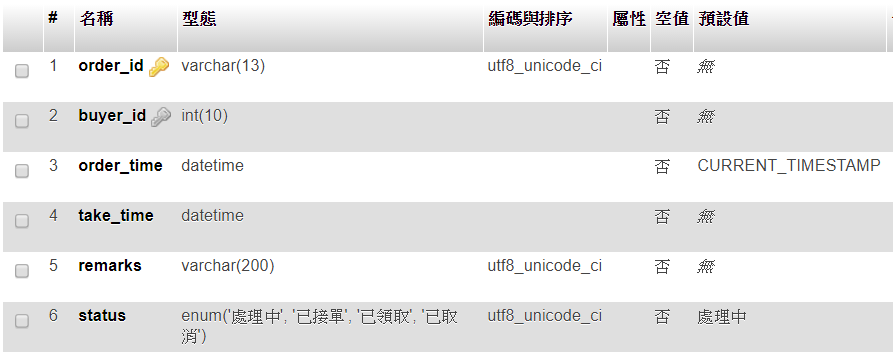 # 名稱 型態 編碼與排序 屬性 空值 預設值
1 order_id varchar(13) utf8_unicode_ci 否 無
2 buyer_id int(10) 否 無
3 order_time datetime 否 CURRENT_TIMESTAMP
4 take_time datetime 否 無
5 remarks varchar(200) utf8_unicode_ci 否 無
6 status enum('處理中', '已接單', '已領取', '已取 utf8_unicode_ci 否 處理中
消')